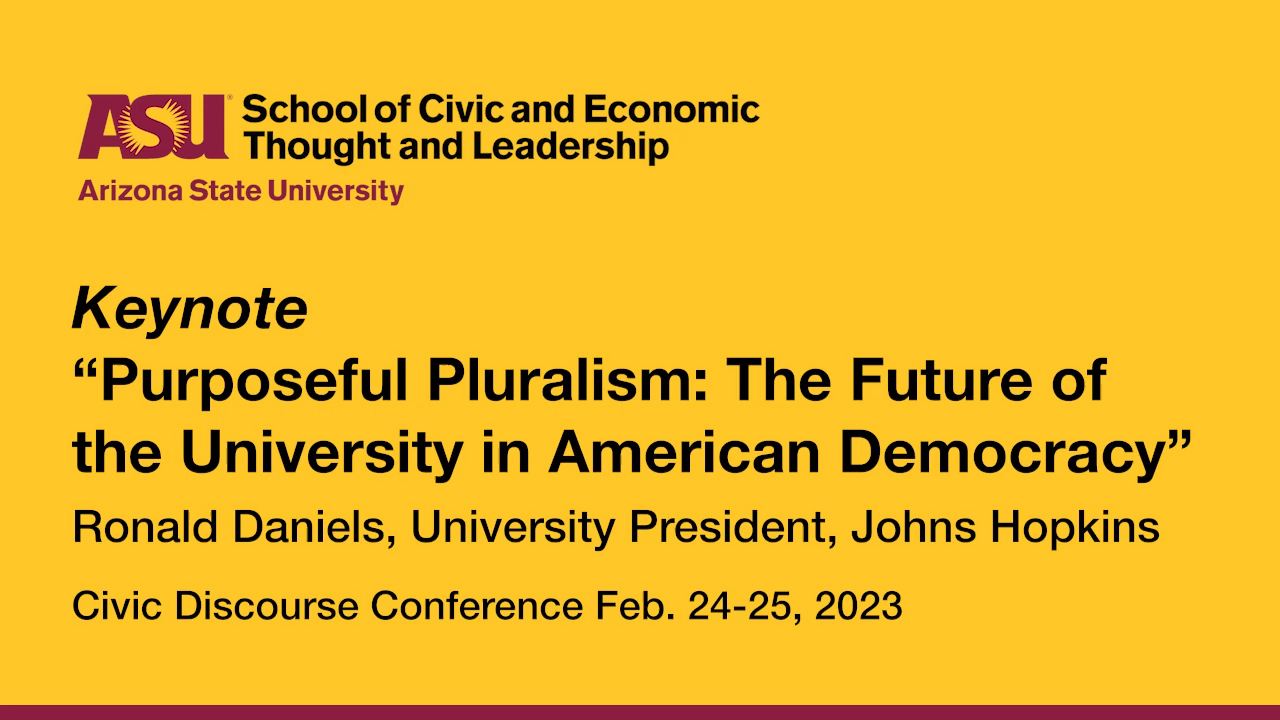 ASU® School of Civic and Economic
Thought and Leadership
Arizona State University
Keynote
“Purposeful Pluralism: The Future of
the University in American Democracy”
Ronald Daniels, University President, Johns Hopkins
Civic Discourse Conference Feb. 24-25, 2023